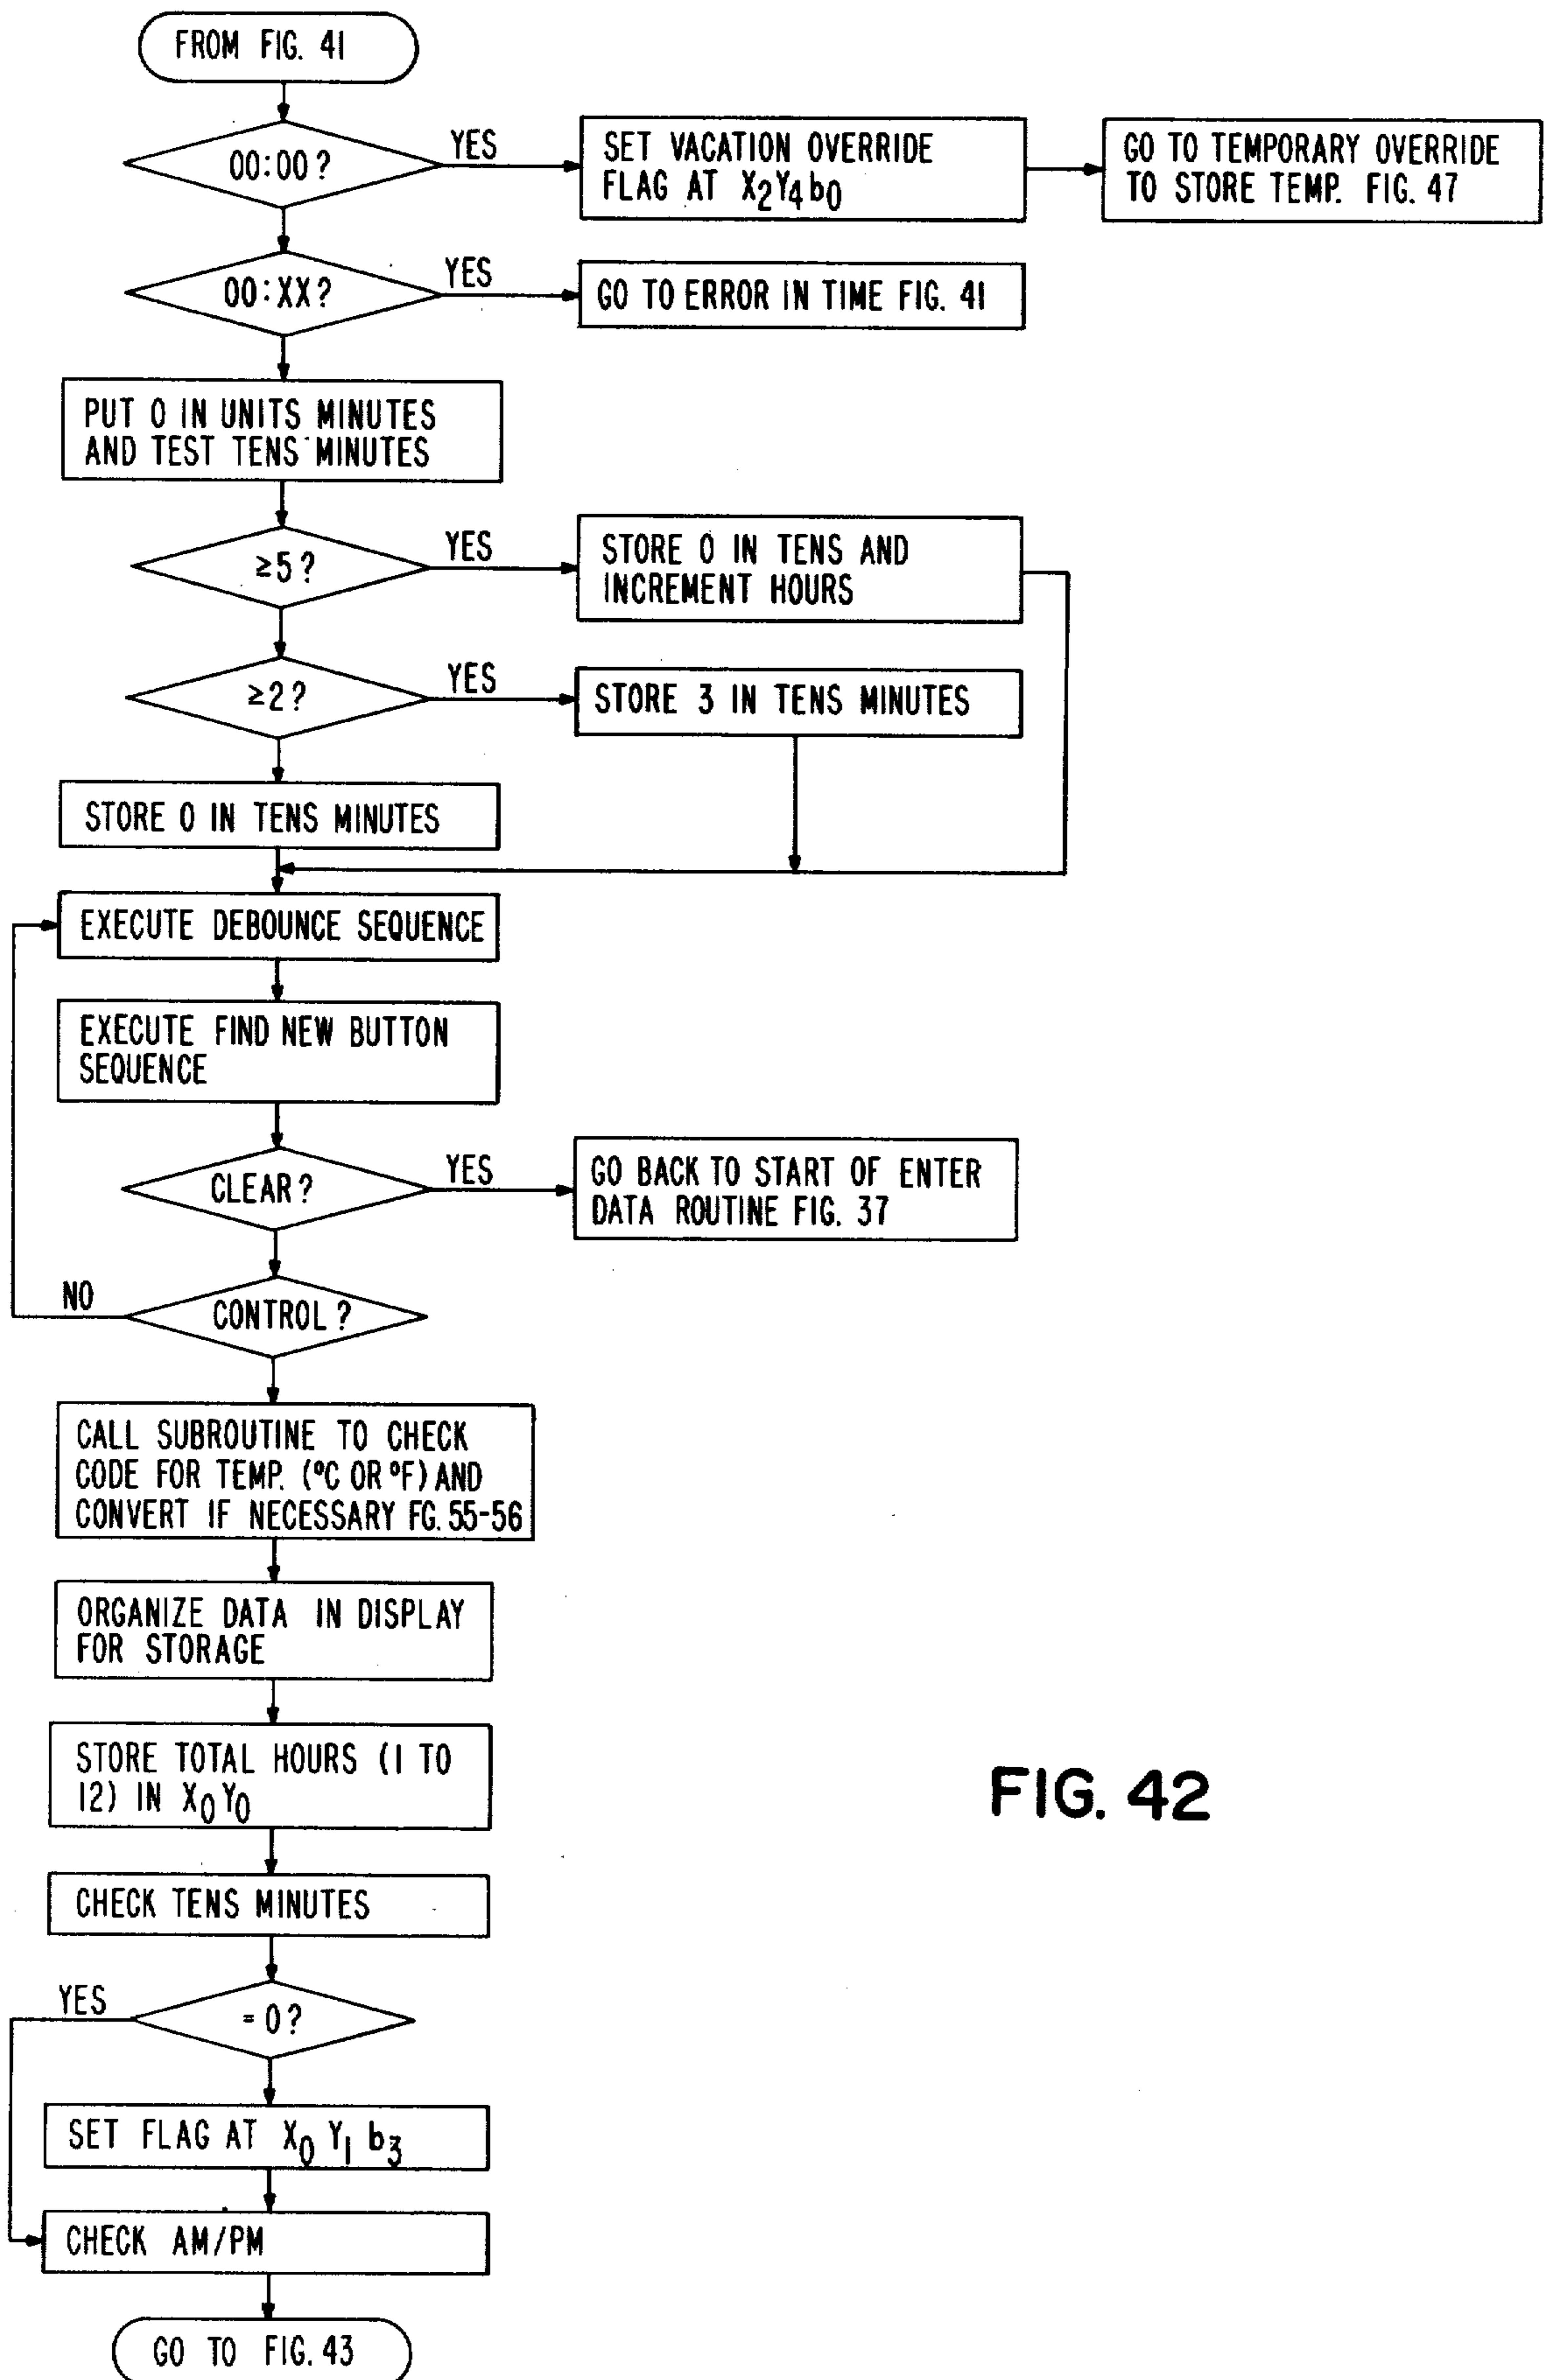 FROM FIG. 41
00:00?
YES
SET VACATION OVERRIDE
FLAG AT X₂Y₄b₀
GO TO TEMPORARY OVERRIDE
TO STORE TEMP. FIG. 47
00:XX?
YES
GO TO ERROR IN TIME FIG. 41
PUT 0 IN UNITS MINUTES
AND TEST TENS MINUTES
≥5?
YES
STORE 0 IN TENS AND
INCREMENT HOURS
≥2?
YES
STORE 3 IN TENS MINUTES
STORE 0 IN TENS MINUTES
EXECUTE DEBOUNCE SEQUENCE
EXECUTE FIND NEW BUTTON
SEQUENCE
CLEAR?
YES
GO BACK TO START OF ENTER
DATA ROUTINE FIG. 37
NO
CONTROL?
CALL SUBROUTINE TO CHECK
CODE FOR TEMP. (°C OR °F) AND
CONVERT IF NECESSARY FG. 55-56
ORGANIZE DATA IN DISPLAY
FOR STORAGE
STORE TOTAL HOURS (1 TO
12) IN X₀Y₀
FIG. 42
CHECK TENS MINUTES
YES
=0?
SET FLAG AT X₀ Y₁ b₃
CHECK AM/PM
GO TO FIG. 43